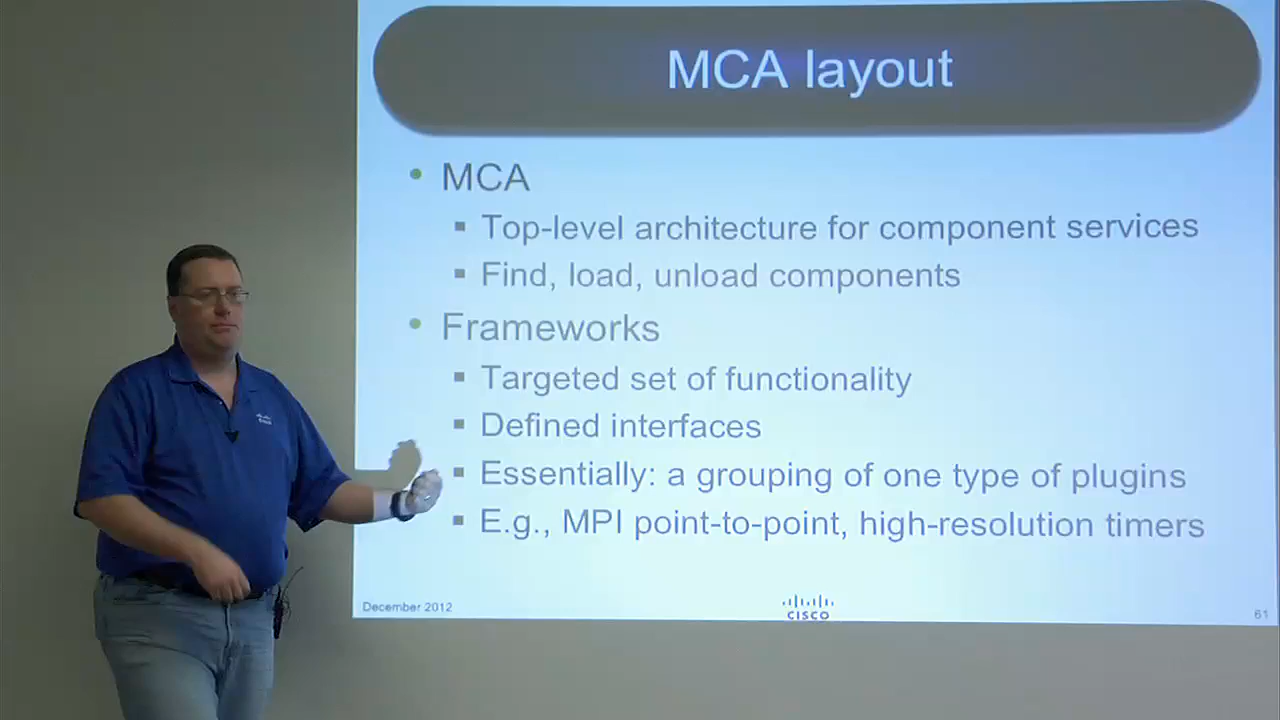 MCA layout
• MCA
▪ Top-level architecture for component services
▪ Find, load, unload components
• Frameworks
▪ Targeted set of functionality
▪ Defined interfaces
▪ Essentially: a grouping of one type of plugins
▪ E.g., MPI point-to-point, high-resolution timers
December 2012
CISCO
61